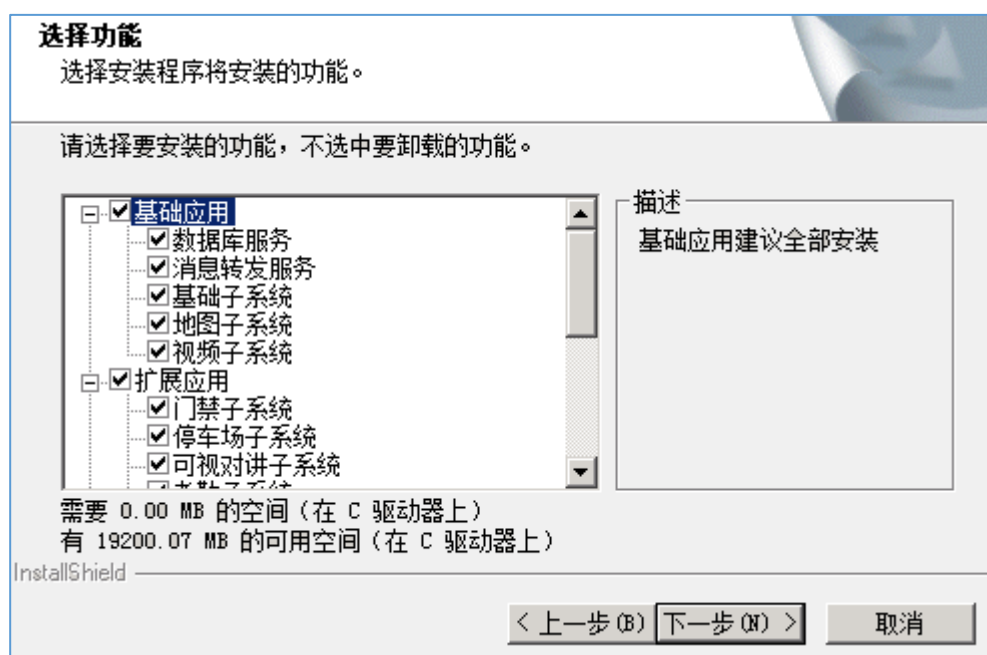 选择功能
选择安装程序将安装的功能。
请选择要安装的功能，不选中要卸载的功能。
基础应用
数据库服务
消息转发服务
基础子系统
地图子系统
视频子系统
扩展应用
门禁子系统
停车场子系统
可视对讲子系统
描述
基础应用建议全部安装
需要 0.00 MB 的空间（在 C 驱动器上）
有 19200.07 MB 的可用空间（在 C 驱动器上）
InstallShield
< 上一步(B) 下一步(N) > 取消